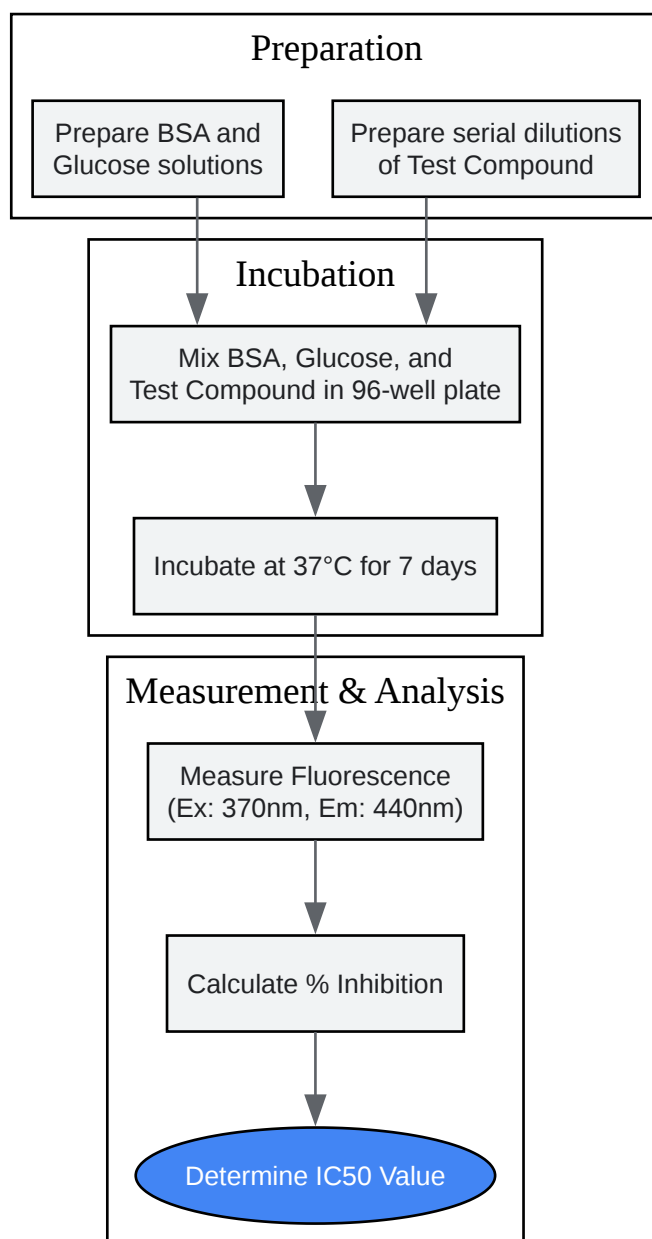 Preparation
Prepare BSA and
Glucose solutions
Prepare serial dilutions
of Test Compound
Incubation
Mix BSA, Glucose, and
Test Compound in 96-well plate
Incubate at 37°C for 7 days
Measurement & Analysis
Measure Fluorescence
(Ex: 370nm, Em: 440nm)
Calculate % Inhibition
Determine IC50 Value